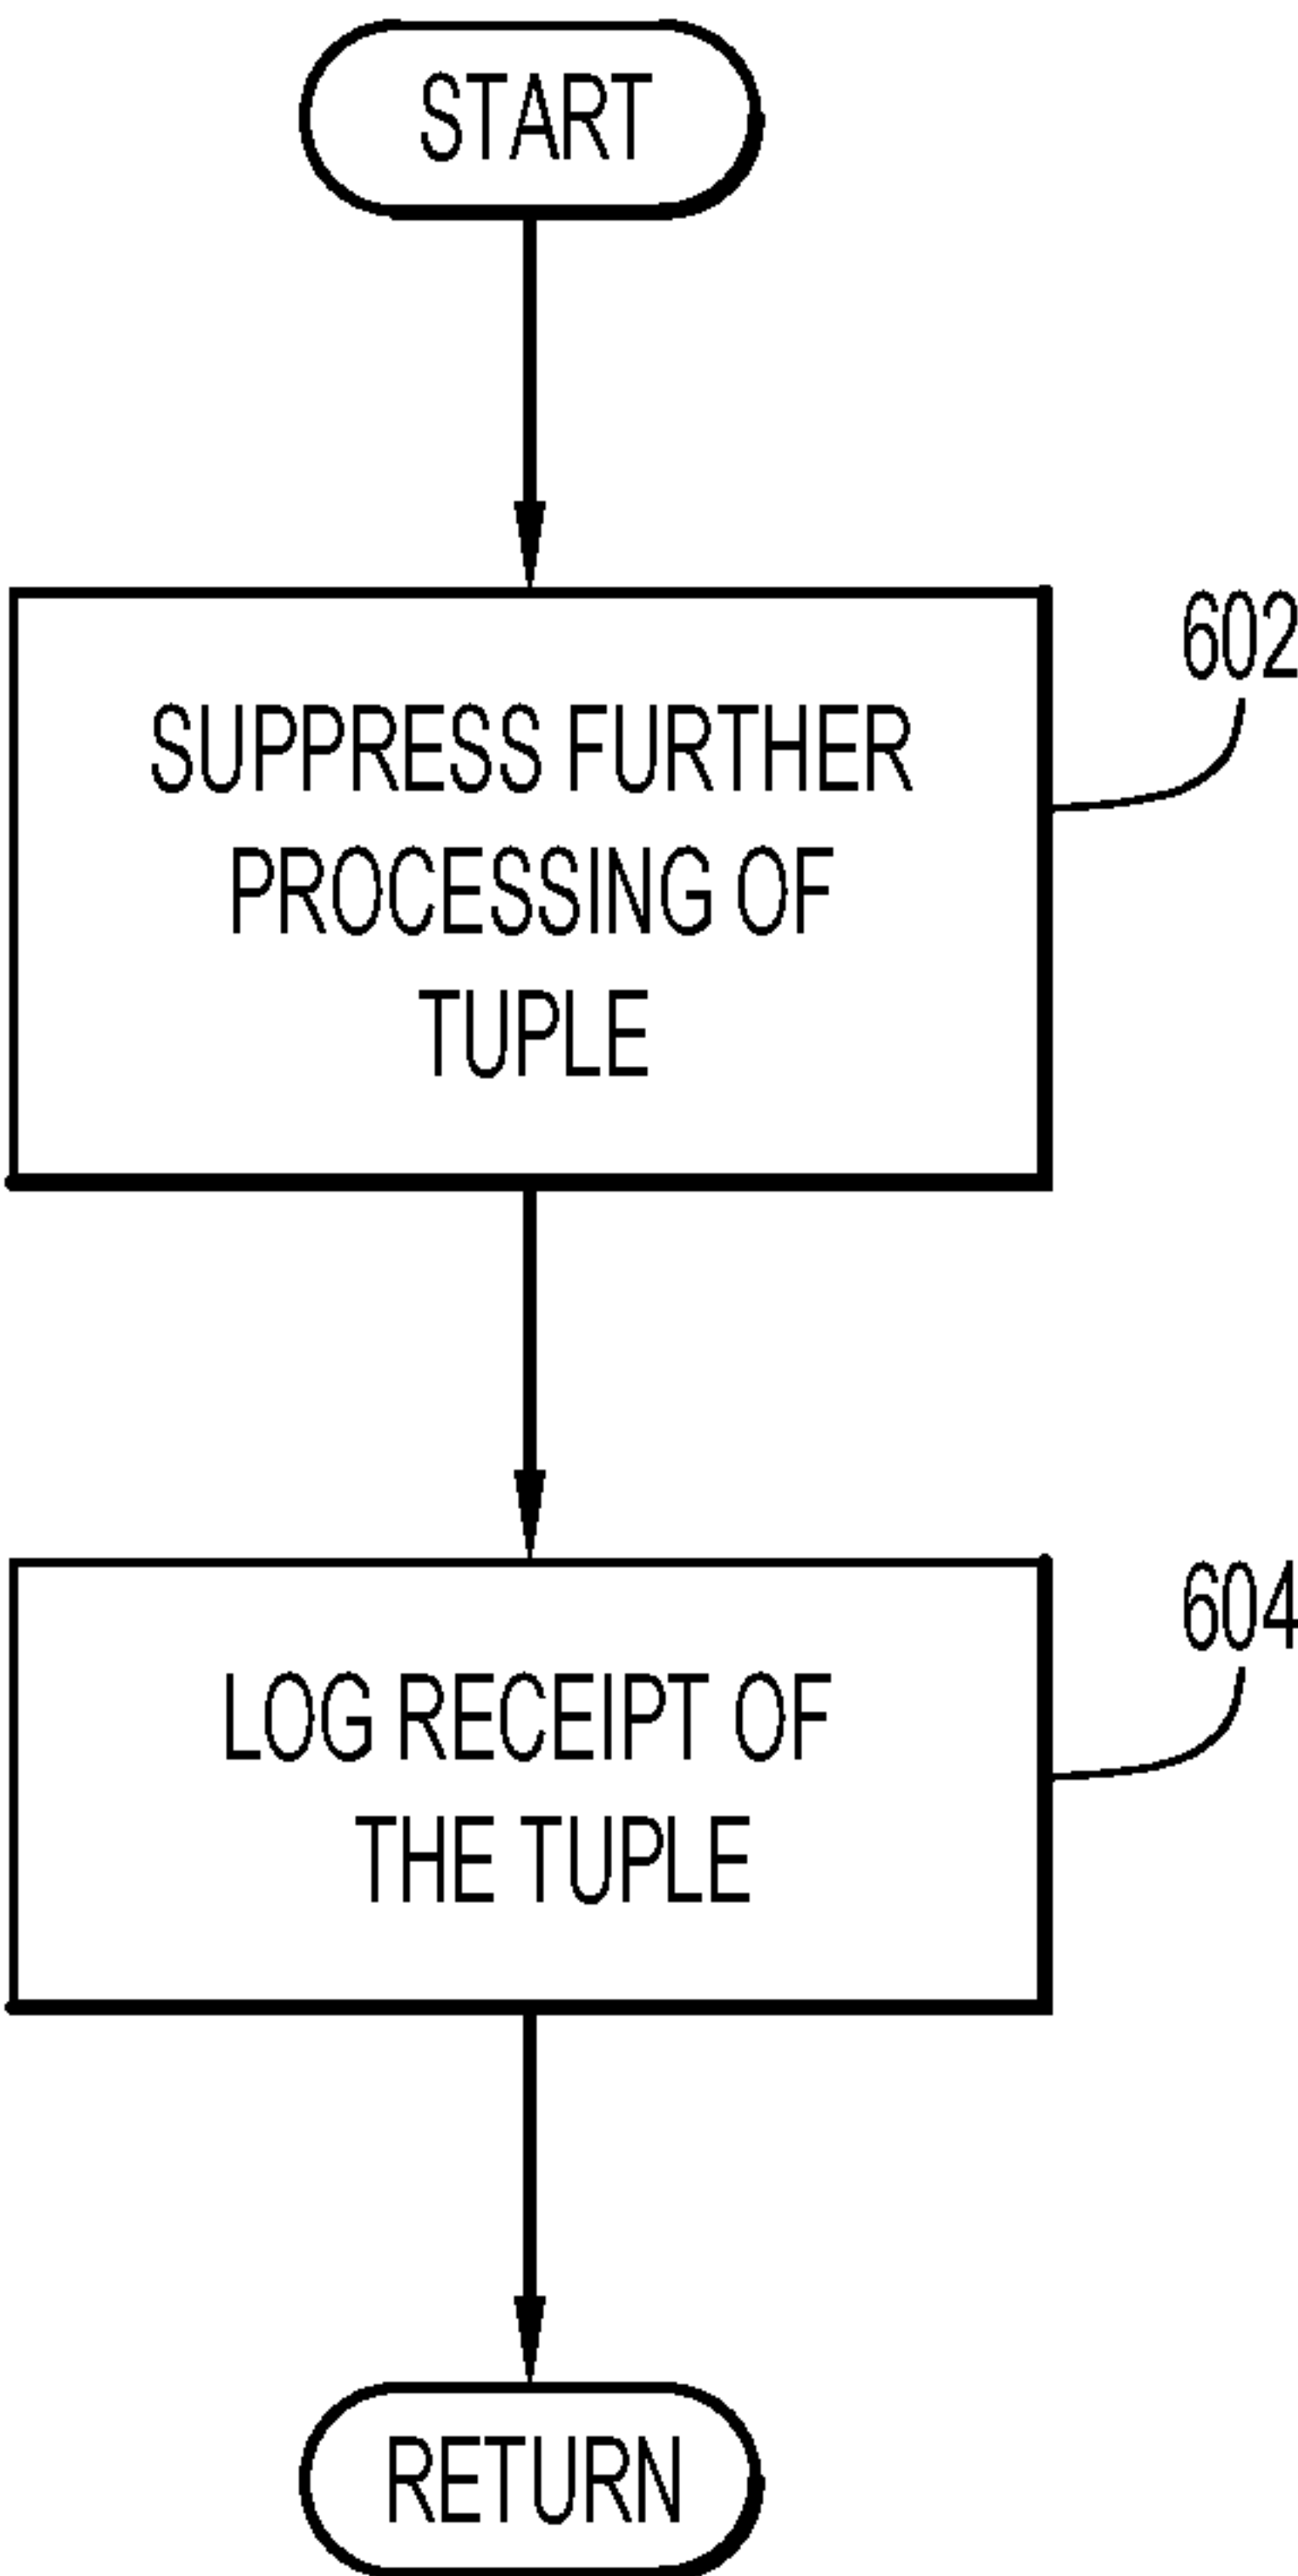 START
602
SUPPRESS FURTHER
PROCESSING OF
TUPLE
604
LOG RECEIPT OF
THE TUPLE
RETURN